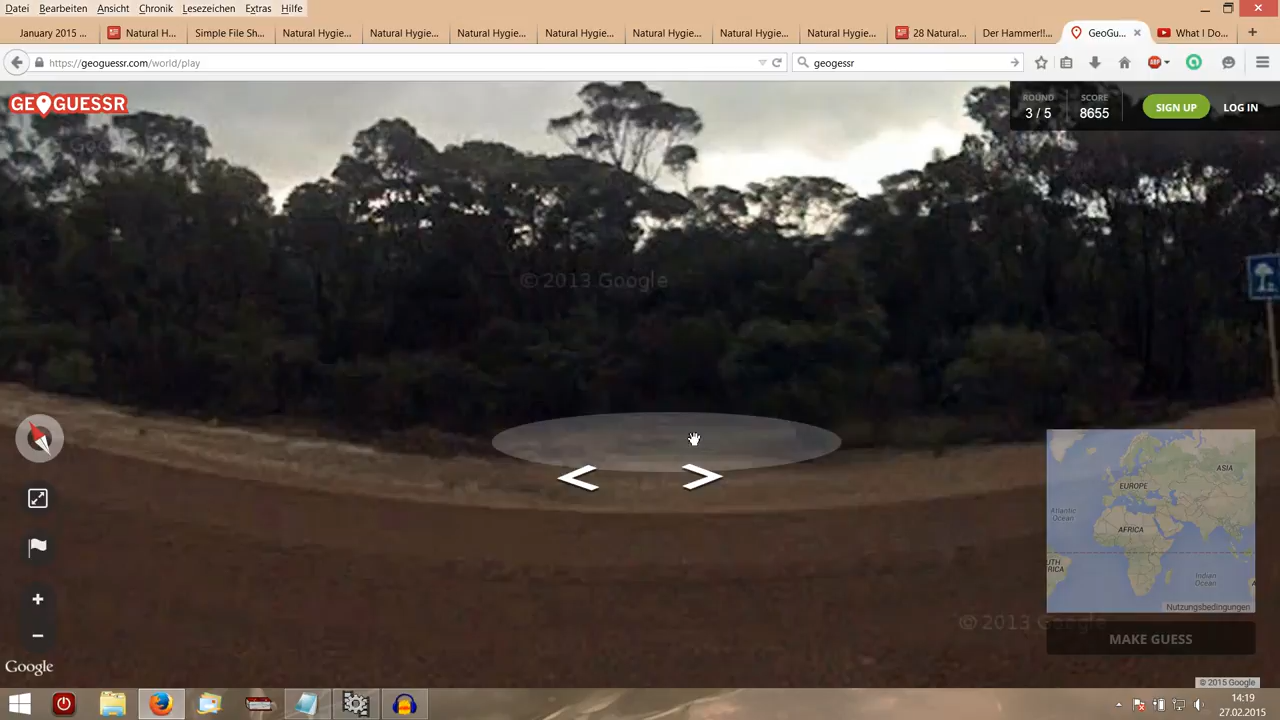 Datei Bearbeiten Ansicht Chronik Lesezeichen Extras Hilfe
January 2015 ... Natural H... Simple File Sh... Natural Hygie... Natural Hygie... Natural Hygie... Natural Hygie... Natural Hygie... Natural Hygie... Natural Hygie... 28 Natural... Der Hammer!!... GeoGu... What I Do...
https://geoguessr.com/world/play
geogessr
GEOGUESSR
ROUND
3 / 5
SCORE
8655
SIGN UP
LOG IN
© 2013 Google
ASIA
EUROPE
Atlantic
Ocean
AFRICA
Indian
Ocean
Nutzungsbedingungen
© 2013 Google
MAKE GUESS
Google
© 2015 Google
14:19
27.02.2015